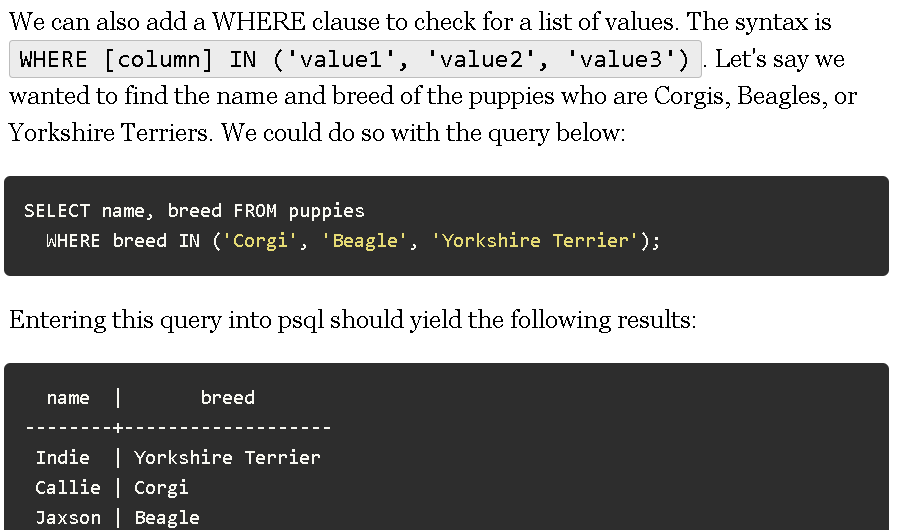 We can also add a WHERE clause to check for a list of values. The syntax is
WHERE [column] IN ('value1', 'value2', 'value3') . Let's say we
wanted to find the name and breed of the puppies who are Corgis, Beagles, or
Yorkshire Terriers. We could do so with the query below:
SELECT name, breed FROM puppies
  WHERE breed IN ('Corgi', 'Beagle', 'Yorkshire Terrier');
Entering this query into psql should yield the following results:
  name  |       breed
--------+-------------------
 Indie  | Yorkshire Terrier
 Callie | Corgi
 Jaxson | Beagle